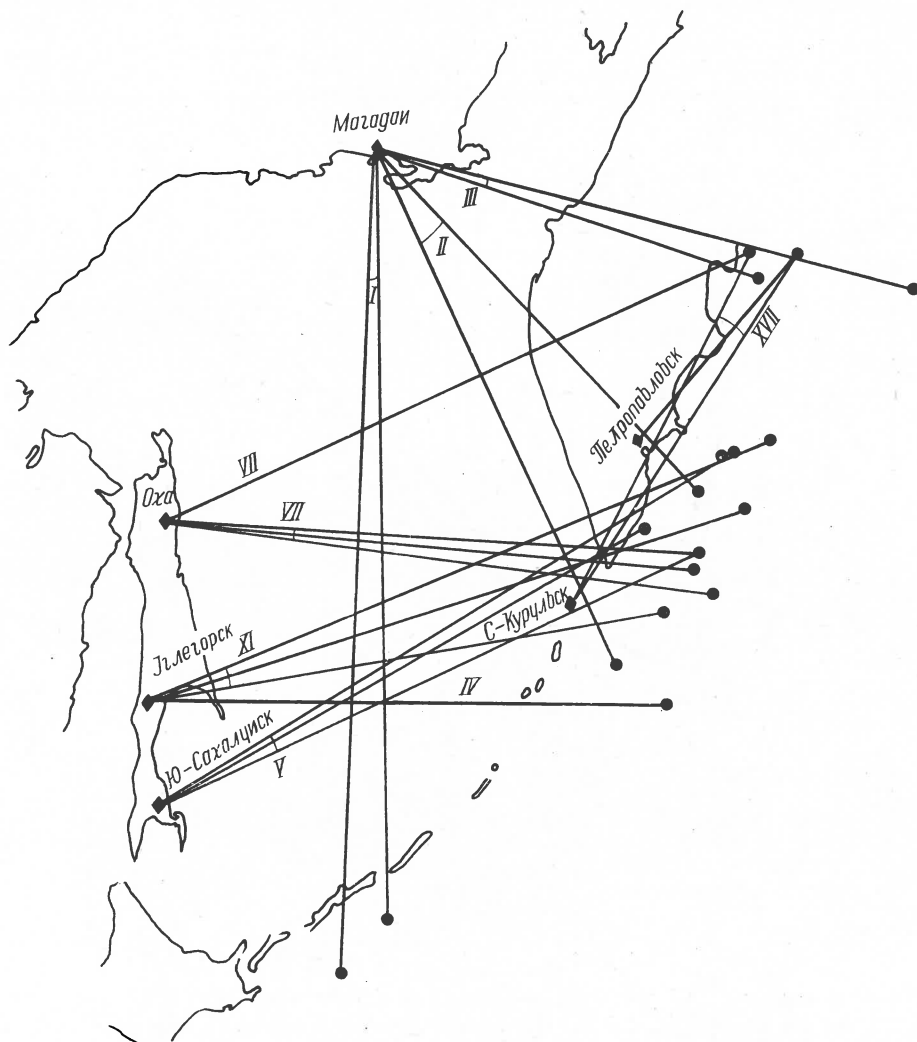 Магадан
III
II
I
XVII
Петропавловск
VII
Оха
VII
С-Курильск
Углегорск
XI
IV
Ю-Сахалинск
V